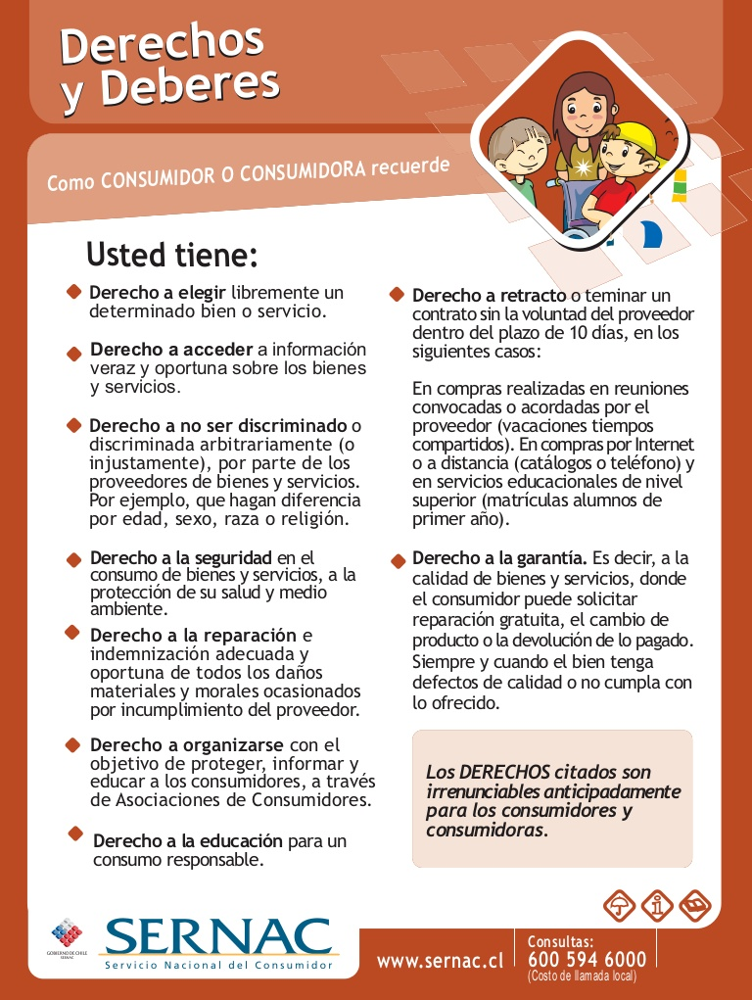 Derechos
y Deberes
Como CONSUMIDOR O CONSUMIDORA recuerde
Usted tiene:
Derecho a elegir libremente un
determinado bien o servicio.
Derecho a acceder a información
veraz y oportuna sobre los bienes
y servicios.
Derecho a no ser discriminado o
discriminada arbitrariamente (o
injustamente), por parte de los
proveedores de bienes y servicios.
Por ejemplo, que hagan diferencia
por edad, sexo, raza o religión.
Derecho a la seguridad en el
consumo de bienes y servicios, a la
protección de su salud y medio
ambiente.
Derecho a la reparación e
indemnización adecuada y
oportuna de todos los daños
materiales y morales ocasionados
por incumplimiento del proveedor.
Derecho a organizarse con el
objetivo de proteger, informar y
educar a los consumidores, a través
de Asociaciones de Consumidores.
Derecho a la educación para un
consumo responsable.
Derecho a retracto o teminar un
contrato sin la voluntad del proveedor
dentro del plazo de 10 días, en los
siguientes casos:
En compras realizadas en reuniones
convocadas o acordadas por el
proveedor (vacaciones tiempos
compartidos). En compras por Internet
o a distancia (catálogos o teléfono) y
en servicios educacionales de nivel
superior (matrículas alumnos de
primer año).
Derecho a la garantía. Es decir, a la
calidad de bienes y servicios, donde
el consumidor puede solicitar
reparación gratuita, el cambio de
producto o la devolución de lo pagado.
Siempre y cuando el bien tenga
defectos de calidad o no cumpla con
lo ofrecido.
Los DERECHOS citados son
irrenunciables anticipadamente
para los consumidores y
consumidoras.
GOBIERNO DE CHILE
SERNAC
SERNAC
Servicio Nacional del Consumidor
www.sernac.cl
Consultas:
600 594 6000
(Costo de llamada local)